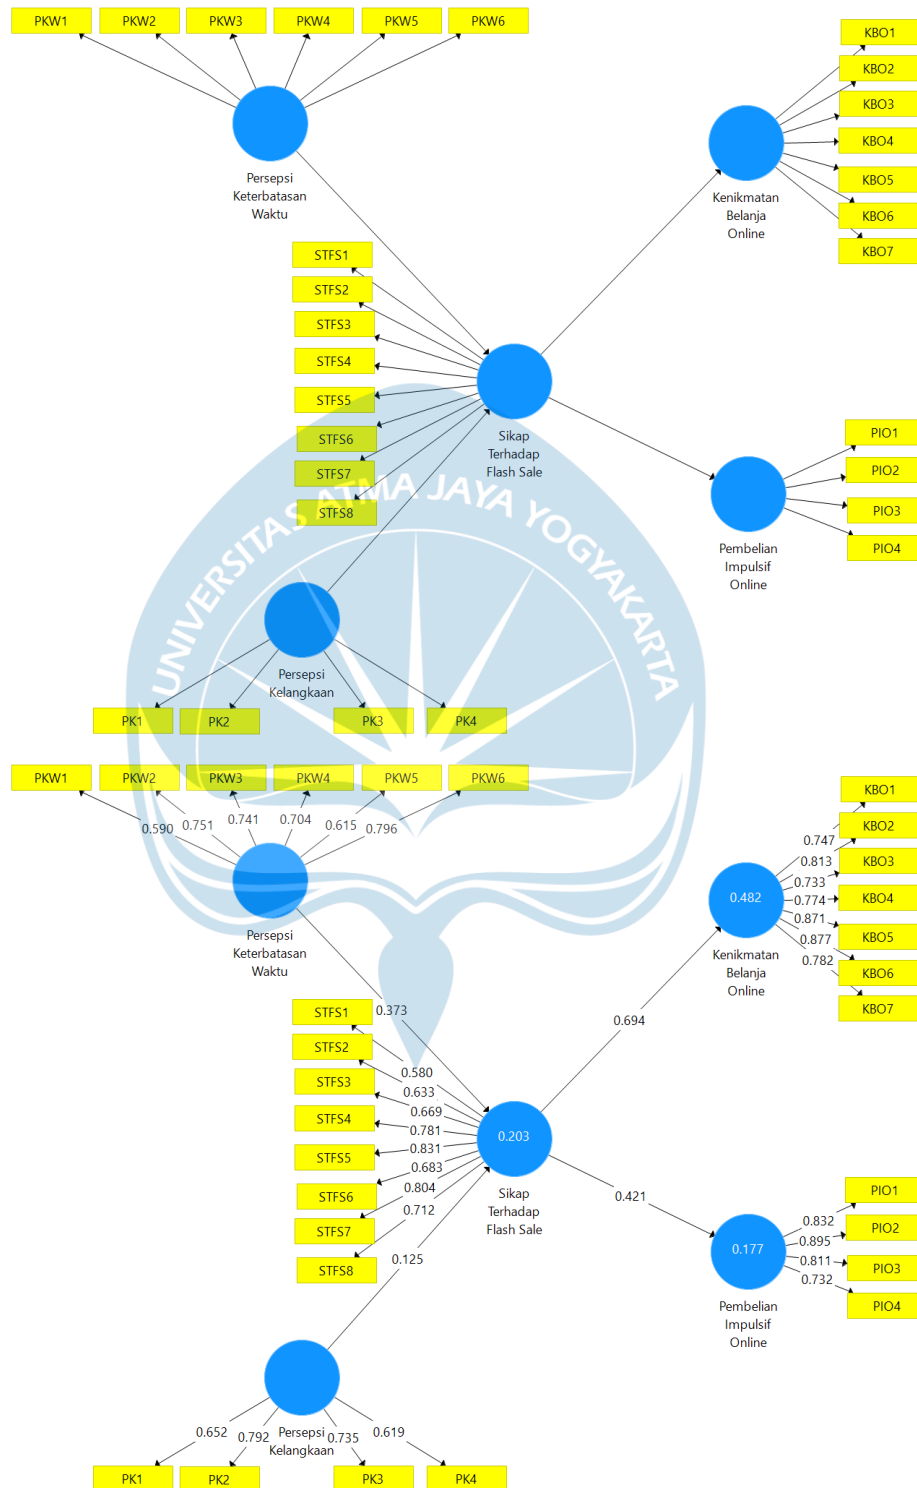 PKW1 PKW2 PKW3 PKW4 PKW5 PKW6
KBO1
KBO2
KBO3
KBO4
KBO5
KBO6
KBO7
Persepsi
Keterbatasan
Waktu
Kenikmatan
Belanja
Online
STFS1
STFS2
STFS3
STFS4
STFS5
STFS6
STFS7
STFS8
Sikap
Terhadap
Flash Sale
PIO1
PIO2
PIO3
PIO4
Pembelian
Impulsif
Online
UNIVERSITAS ATMA JAYA YOGYAKARTA
Persepsi
Kelangkaan
PK1 PK2 PK3 PK4
PKW1 PKW2 PKW3 PKW4 PKW5 PKW6
0.590 0.751 0.741 0.704 0.615 0.796
Persepsi
Keterbatasan
Waktu
KBO1
KBO2
KBO3
KBO4
KBO5
KBO6
KBO7
0.747
0.813
0.733
0.774
0.871
0.877
0.782
0.482
Kenikmatan
Belanja
Online
0.373
0.694
STFS1
STFS2
STFS3
STFS4
STFS5
STFS6
STFS7
STFS8
0.580
0.633
0.669
0.781
0.831
0.683
0.804
0.712
0.125
0.203
Sikap
Terhadap
Flash Sale
0.421
PIO1
PIO2
PIO3
PIO4
0.832
0.895
0.811
0.732
0.177
Pembelian
Impulsif
Online
Persepsi
Kelangkaan
0.652 0.792 0.735 0.619
PK1 PK2 PK3 PK4